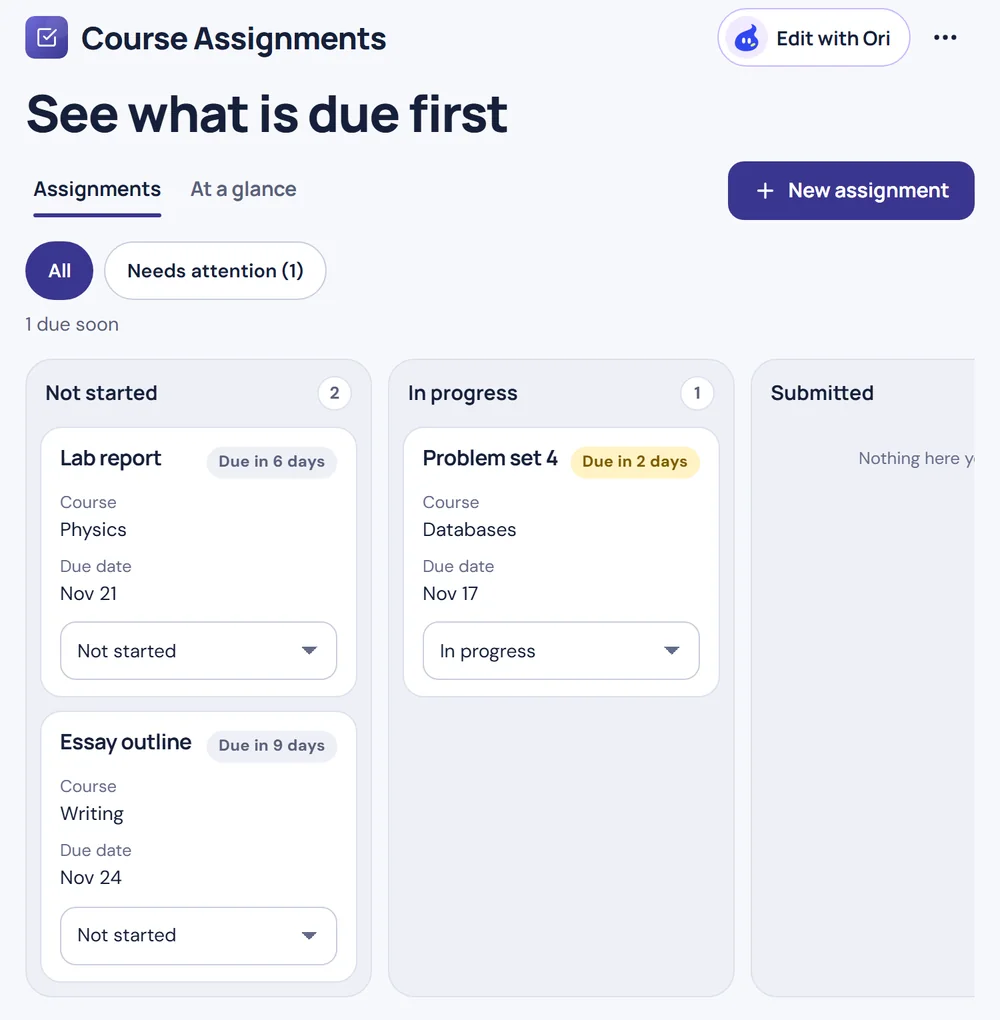 Course Assignments
Edit with Ori
See what is due first
Assignments
At a glance
+ New assignment
All
Needs attention (1)
1 due soon
Not started
2
Lab report
Due in 6 days
Course
Physics
Due date
Nov 21
Not started
Essay outline
Due in 9 days
Course
Writing
Due date
Nov 24
Not started
In progress
1
Problem set 4
Due in 2 days
Course
Databases
Due date
Nov 17
In progress
Submitted
Nothing here